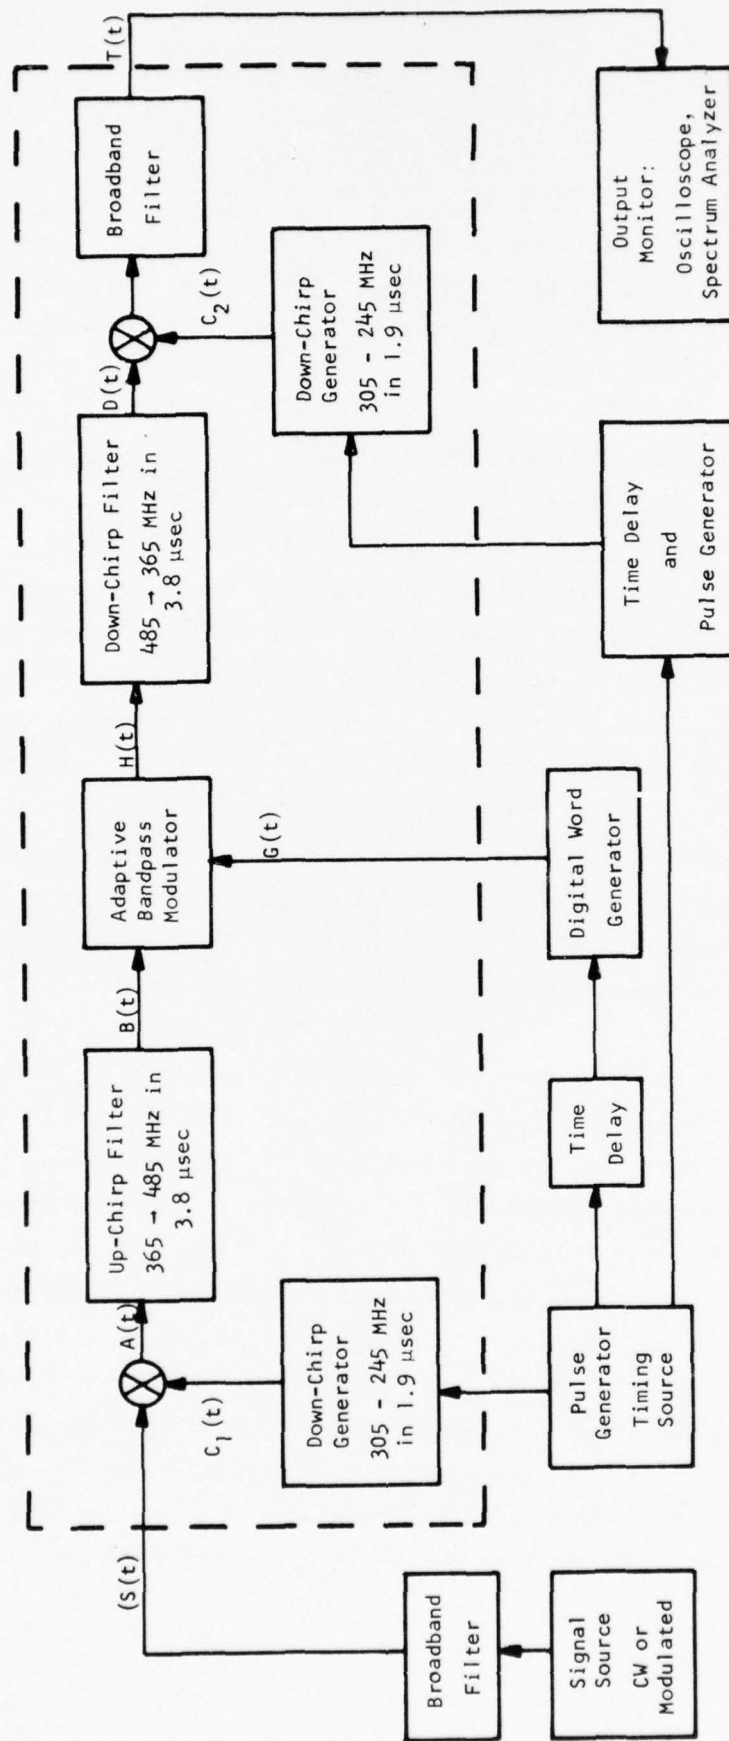 Signal
Source
CW or
Modulated
Broadband
Filter
(S(t)
C1(t)
Down-Chirp
Generator
305 - 245 MHz
in 1.9 μsec
Pulse
Generator
Timing
Source
A(t)
Up-Chirp Filter
365 → 485 MHz in
3.8 μsec
B(t)
Time
Delay
Digital Word
Generator
G(t)
Adaptive
Bandpass
Modulator
H(t)
Down-Chirp Filter
485 → 365 MHz in
3.8 μsec
D(t)
C2(t)
Down-Chirp
Generator
305 - 245 MHz
in 1.9 μsec
Time Delay
and
Pulse Generator
Broadband
Filter
T(t)
Output
Monitor:
Oscilloscope,
Spectrum Analyzer